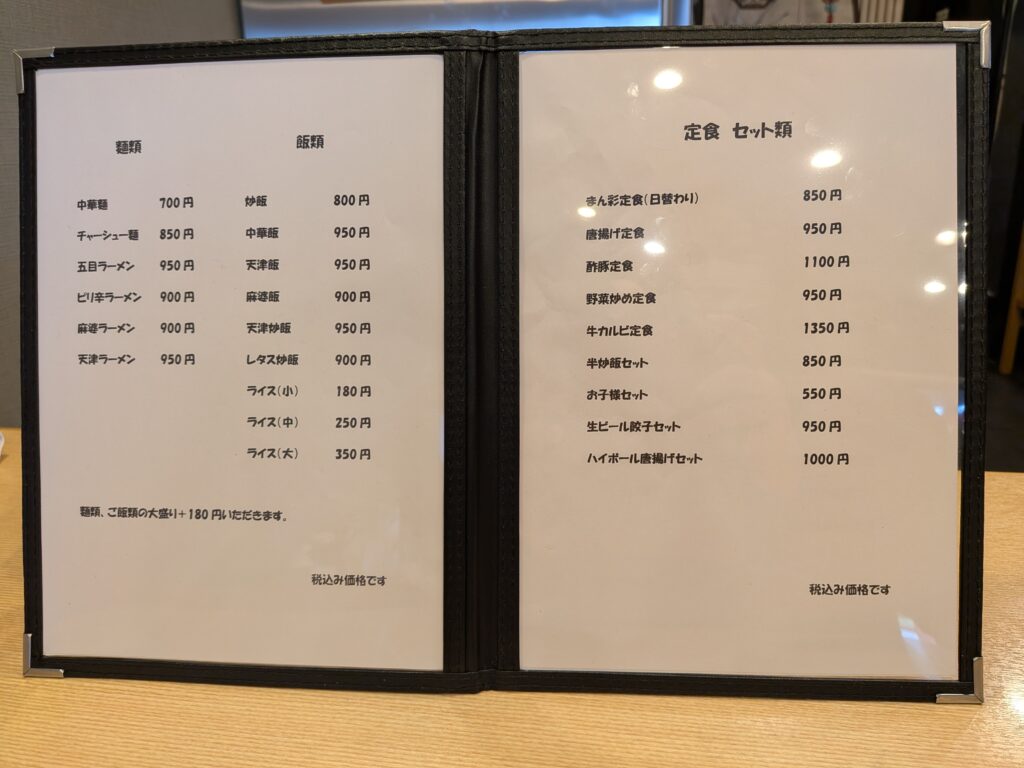 麺類
中華麺 700円
チャーシュー麺 850円
五目ラーメン 950円
ピリ辛ラーメン 900円
麻婆ラーメン 900円
天津ラーメン 950円
飯類
炒飯 800円
中華飯 950円
天津飯 950円
麻婆飯 900円
天津炒飯 950円
レタス炒飯 900円
ライス(小) 180円
ライス(中) 250円
ライス(大) 350円
麺類、ご飯類の大盛り+180円いただきます。
税込み価格です
定食 セット類
まん彩定食(日替わり) 850円
唐揚げ定食 950円
酢豚定食 1100円
野菜炒め定食 950円
牛カルビ定食 1350円
半炒飯セット 850円
お子様セット 550円
生ビール餃子セット 950円
ハイボール唐揚げセット 1000円
税込み価格です